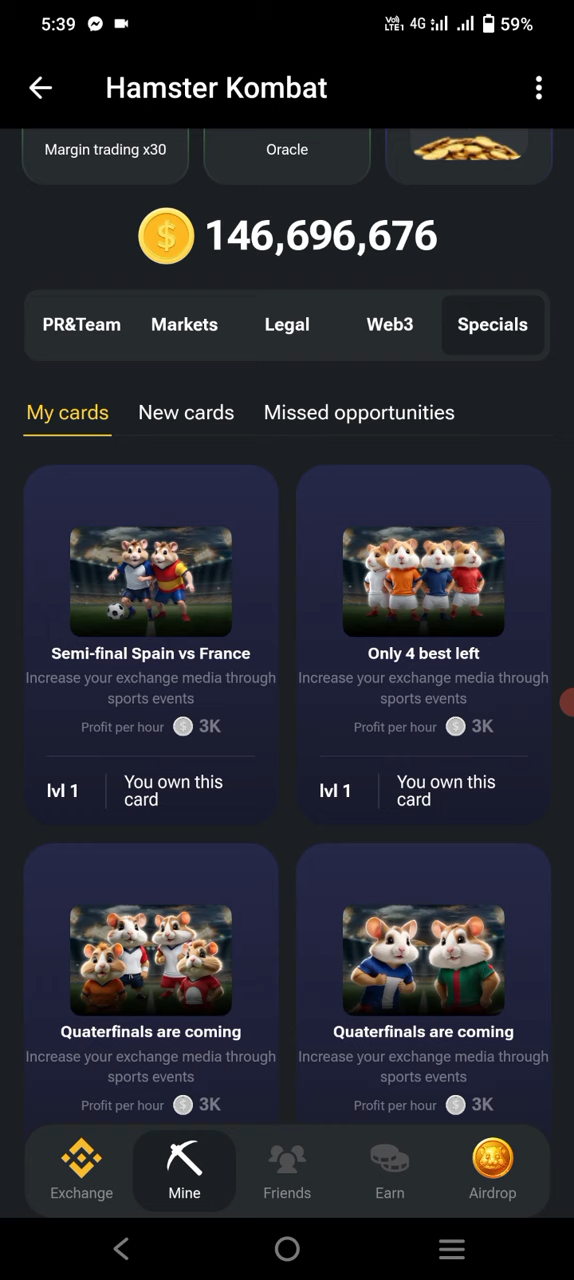 5:39
Voli LTE1 4G 59%
Hamster Kombat
Margin trading x30
Oracle
146,696,676
PR&Team Markets Legal Web3 Specials
My cards New cards Missed opportunities
Semi-final Spain vs France
Increase your exchange media through
sports events
Profit per hour 3K
lvl 1
You own this
card
Only 4 best left
Increase your exchange media through
sports events
Profit per hour 3K
lvl 1
You own this
card
Quaterfinals are coming
Increase your exchange media through
sports events
Profit per hour 3K
Quaterfinals are coming
Increase your exchange media through
sports events
Profit per hour 3K
Exchange Mine Friends Earn Airdrop